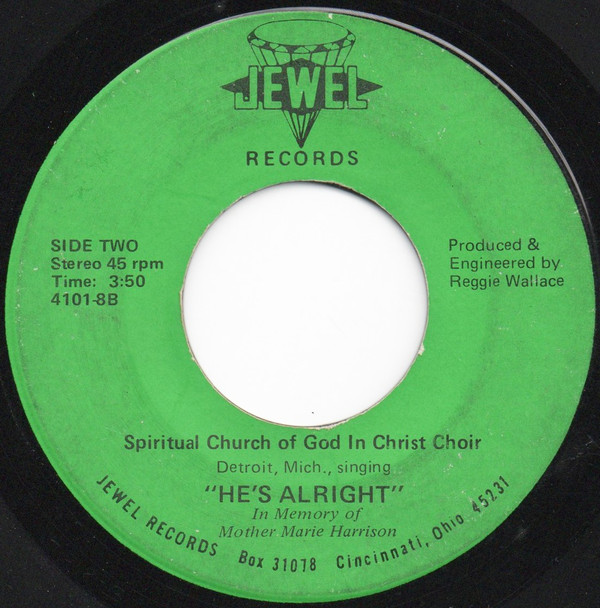 JEWEL
RECORDS
SIDE TWO
Stereo 45 rpm
Time: 3:50
4101-8B
Produced &
Engineered by
Reggie Wallace
Spiritual Church of God In Christ Choir
Detroit, Mich., singing
"HE'S ALRIGHT"
In Memory of
Mother Marie Harrison
JEWEL RECORDS Box 31078 Cincinnati, Ohio 45231